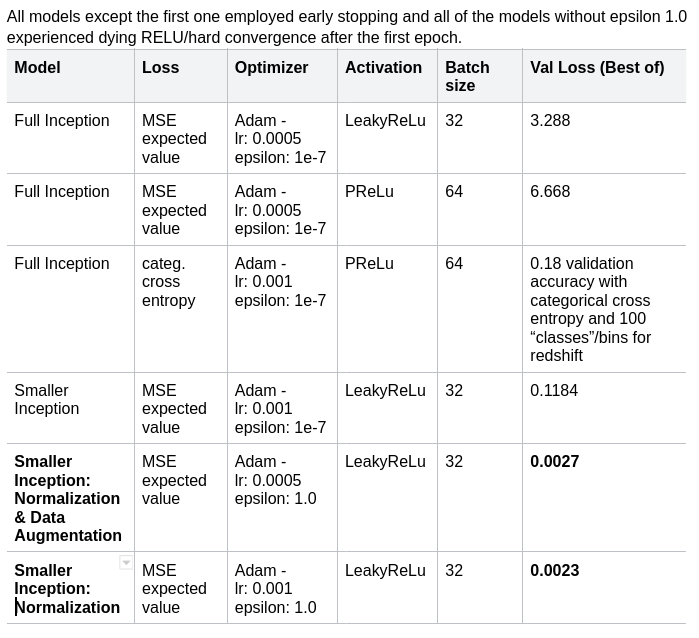 All models except the first one employed early stopping and all of the models without epsilon 1.0
experienced dying RELU/hard convergence after the first epoch.
Model Loss Optimizer Activation Batch size Val Loss (Best of)
Full Inception MSE expected value Adam - lr: 0.0005 epsilon: 1e-7 LeakyReLu 32 3.288
Full Inception MSE expected value Adam - lr: 0.0005 epsilon: 1e-7 PReLu 64 6.668
Full Inception categ. cross entropy Adam - lr: 0.001 epsilon: 1e-7 PReLu 64 0.18 validation accuracy with categorical cross entropy and 100 “classes”/bins for redshift
Smaller Inception MSE expected value Adam - lr: 0.001 epsilon: 1e-7 LeakyReLu 32 0.1184
Smaller Inception: Normalization & Data Augmentation MSE expected value Adam - lr: 0.0005 epsilon: 1.0 LeakyReLu 32 0.0027
Smaller Inception: Normalization MSE expected value Adam - lr: 0.001 epsilon: 1.0 LeakyReLu 32 0.0023